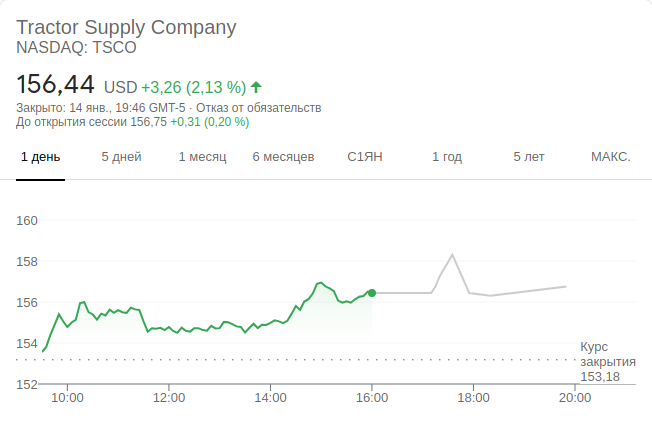 Tractor Supply Company
NASDAQ: TSCO
156,44 USD +3,26 (2,13 %)
Закрыто: 14 янв., 19:46 GMT-5 · Отказ от обязательств
До открытия сессии 156,75 +0,31 (0,20 %)
1 день 5 дней 1 месяц 6 месяцев С1ЯН 1 год 5 лет МАКС.
160
158
156
154
Курс
закрытия
153,18
152
10:00 12:00 14:00 16:00 18:00 20:00